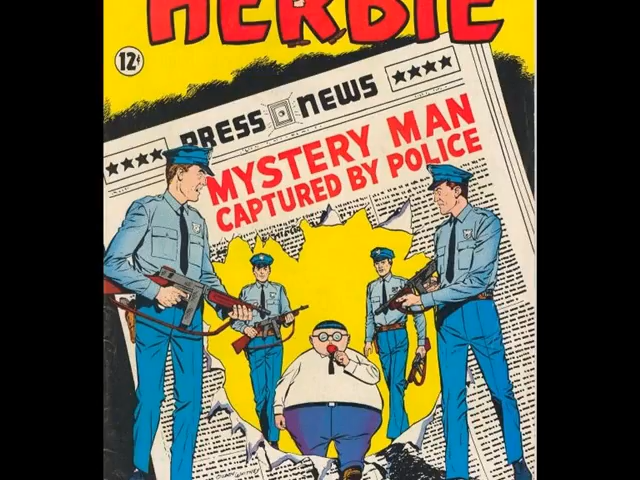 HERBIE
12¢
PRESS NEWS
MYSTERY MAN
CAPTURED BY POLICE